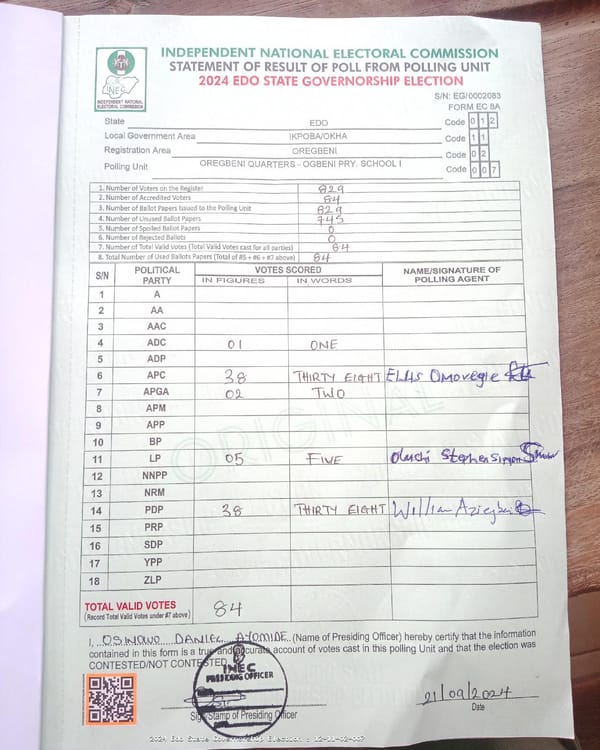 INDEPENDENT NATIONAL ELECTORAL COMMISSION
STATEMENT OF RESULT OF POLL FROM POLLING UNIT
2024 EDO STATE GOVERNORSHIP ELECTION
INEC
INDEPENDENT NATIONAL
ELECTORAL COMMISSION
S/N: EG/0002083
FORM EC 8A
State EDO Code 0 1 2
Local Government Area IKPOBA/OKHA Code 1 1
Registration Area OREGBENI Code 0 2
Polling Unit OREGBENI QUARTERS - OGBENI PRY. SCHOOL I Code 0 0 7
1. Number of Voters on the Register 829
2. Number of Accredited Voters 84
3. Number of Ballot Papers Issued to the Polling Unit 829
4. Number of Unused Ballot Papers 745
5. Number of Spoiled Ballot Papers 0
6. Number of Rejected Ballots 0
7. Number of Total Valid Votes (Total Valid Votes cast for all parties) 84
8. Total Number of Used Ballots Papers (Total of #5 + #6 + #7 above) 84
S/N POLITICAL PARTY VOTES SCORED NAME/SIGNATURE OF POLLING AGENT
IN FIGURES IN WORDS
1 A
2 AA
3 AAC
4 ADC 01 ONE
5 ADP
6 APC 38 THIRTY EIGHT ELIAS OMOVOGIE
7 APGA 02 TWO
8 APM
9 APP
10 BP
11 LP 05 FIVE Oluchi Stephen
12 NNPP
13 NRM
14 PDP 38 THIRTY EIGHT William
15 PRP
16 SDP
17 YPP
18 ZLP
ORIGINAL
TOTAL VALID VOTES 84
(Record Total Valid Votes under #7 above)
I, OSINOWO DANIEL AYOMIDE (Name of Presiding Officer) hereby certify that the information
contained in this form is a true and accurate account of votes cast in this polling Unit and that the election was
CONTESTED/NOT CONTESTED.
INEC
PRESIDING OFFICER
Sign/Stamp of Presiding Officer
21/09/2024
Date
2024 Edo State Governorship Election : 12-11-02-007